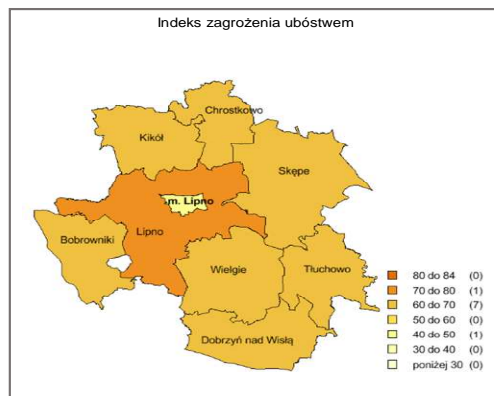 Indeks zagrożenia ubóstwem
Chrostkowo
Kikół
Skępe
m. Lipno
Lipno
Bobrowniki
Wielgie
Tłuchowo
Dobrzyń nad Wisłą
80 do 84 (0)
70 do 80 (1)
60 do 70 (7)
50 do 60 (0)
40 do 50 (1)
30 do 40 (0)
poniżej 30 (0)